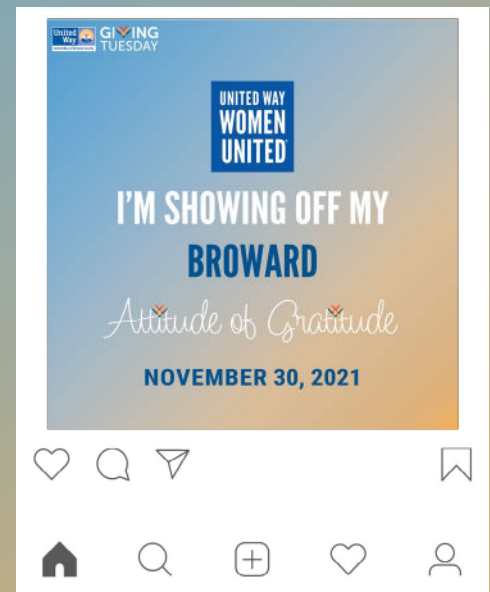 United
Way
GIVING
TUESDAY
UNITED WAY
WOMEN
UNITED
I'M SHOWING OFF MY
BROWARD
Attitude of Gratitude
NOVEMBER 30, 2021